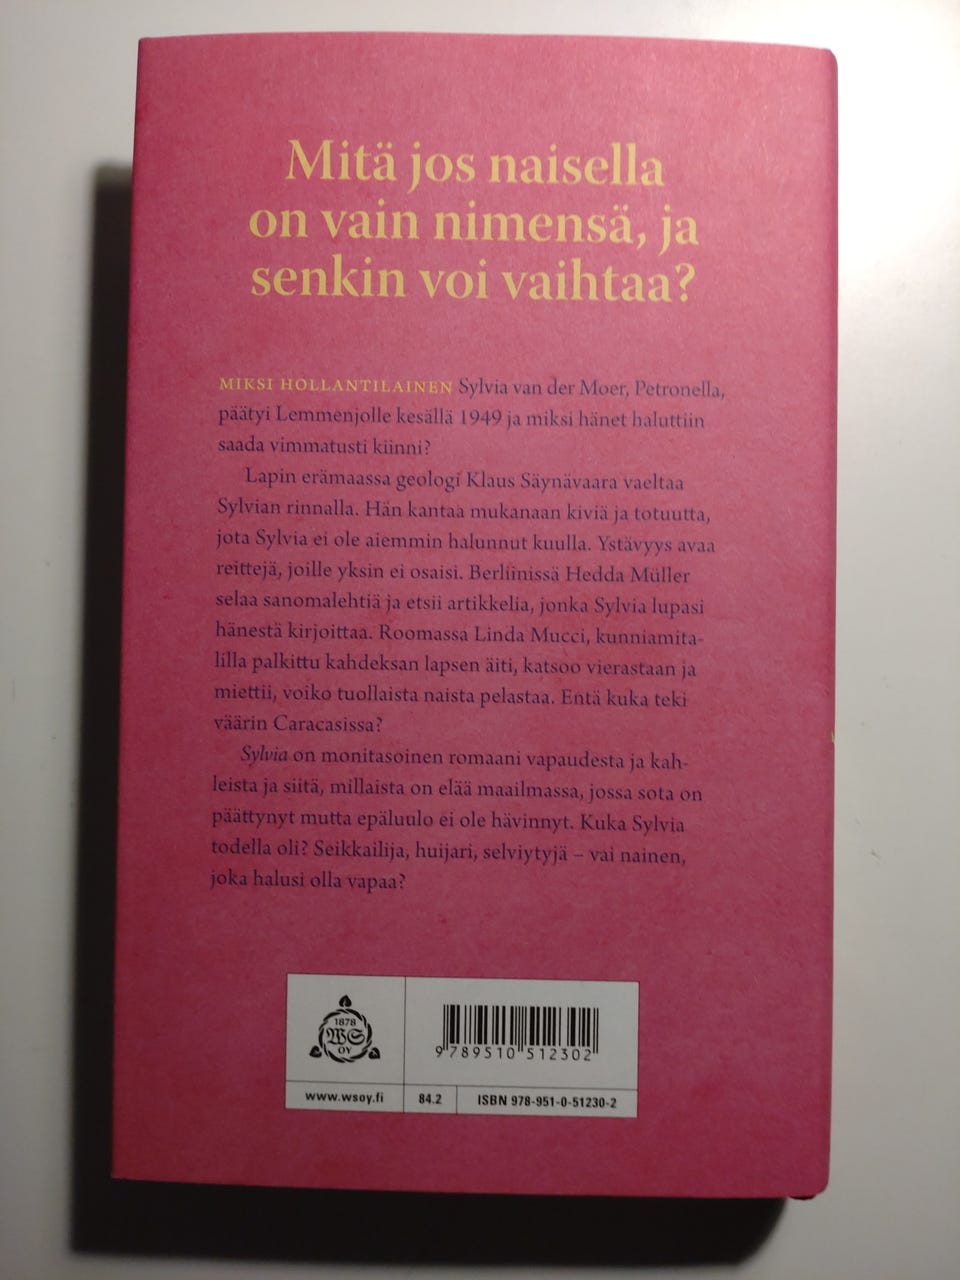 Mitä jos naisella
on vain nimensä, ja
senkin voi vaihtaa?
MIKSI HOLLANTILAINEN Sylvia van der Moer, Petronella,
päätyi Lemmenjolle kesällä 1949 ja miksi hänet haluttiin
saada vimmatusti kiinni?
Lapin erämaassa geologi Klaus Säynävaara vaeltaa
Sylvian rinnalla. Hän kantaa mukanaan kiviä ja totuutta,
jota Sylvia ei ole aiemmin halunnut kuulla. Ystävyys avaa
reittejä, joille yksin ei osaisi. Berliinissä Hedda Müller
selaa sanomalehtiä ja etsii artikkelia, jonka Sylvia lupasi
hänestä kirjoittaa. Roomassa Linda Mucci, kunniamita-
lilla palkittu kahdeksan lapsen äiti, katsoo vierastaan ja
miettii, voiko tuollaista naista pelastaa. Entä kuka teki
väärin Caracasissa?
Sylvia on monitasoinen romaani vapaudesta ja kah-
leista ja siitä, millaista on elää maailmassa, jossa sota on
päättynyt mutta epäluulo ei ole hävinnyt. Kuka Sylvia
todella oli? Seikkailija, huijari, selviytyjä – vai nainen,
joka halusi olla vapaa?
1878
WS
OY
9 789510 512302
www.wsoy.fi 84.2 ISBN 978-951-0-51230-2